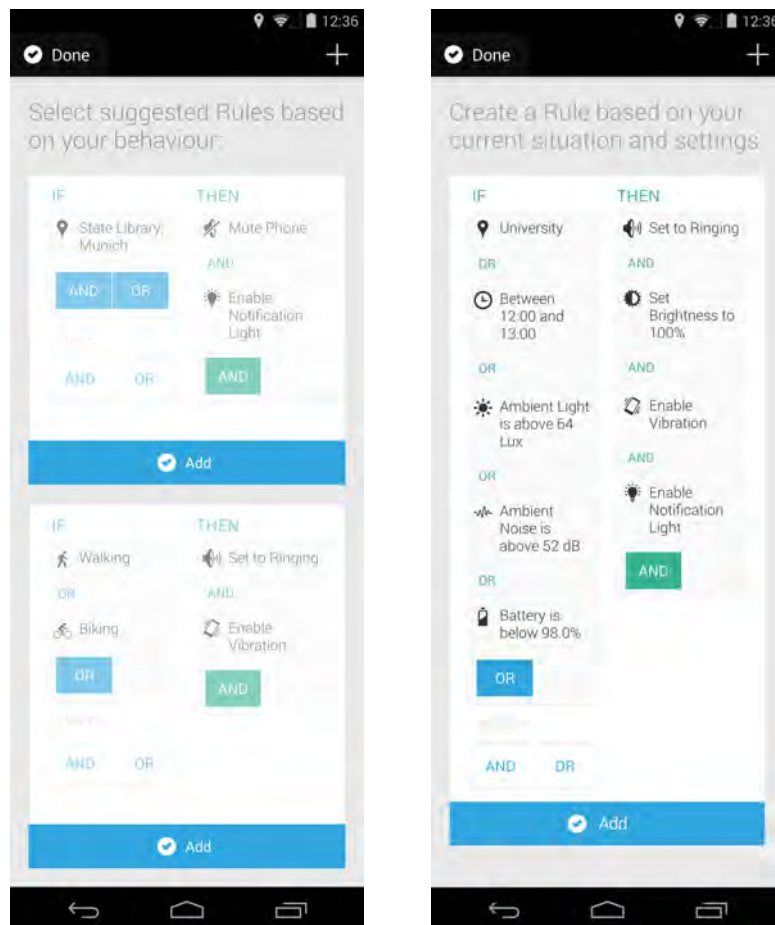 12:36
Done
Select suggested Rules based
on your behaviour:
IF
State Library,
Munich
AND OR
AND OR
THEN
Mute Phone
AND
Enable
Notification
Light
AND
Add
IF
Walking
OR
Biking
OR
AND OR
THEN
Set to Ringing
AND
Enable
Vibration
AND
Add
12:36
Done
Create a Rule based on your
current situation and settings
IF
University
OR
Between
12:00 and
13:00
OR
Ambient Light
is above 64
Lux
OR
Ambient
Noise is
above 52 dB
OR
Battery is
below 98.0%
OR
AND OR
THEN
Set to Ringing
AND
Set
Brightness to
100%
AND
Enable
Vibration
AND
Enable
Notification
Light
AND
Add